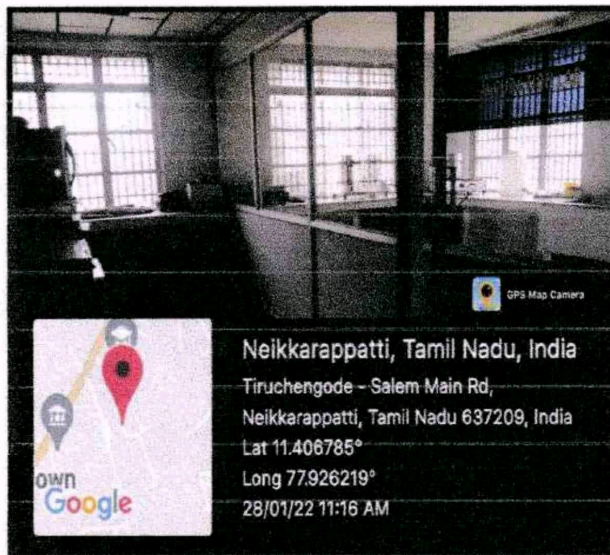 GPS Map Camera
Neikkarappatti, Tamil Nadu, India
Tiruchengode - Salem Main Rd,
Neikkarappatti, Tamil Nadu 637209, India
Lat 11.406785°
Long 77.926219°
28/01/22 11:16 AM
own
Google